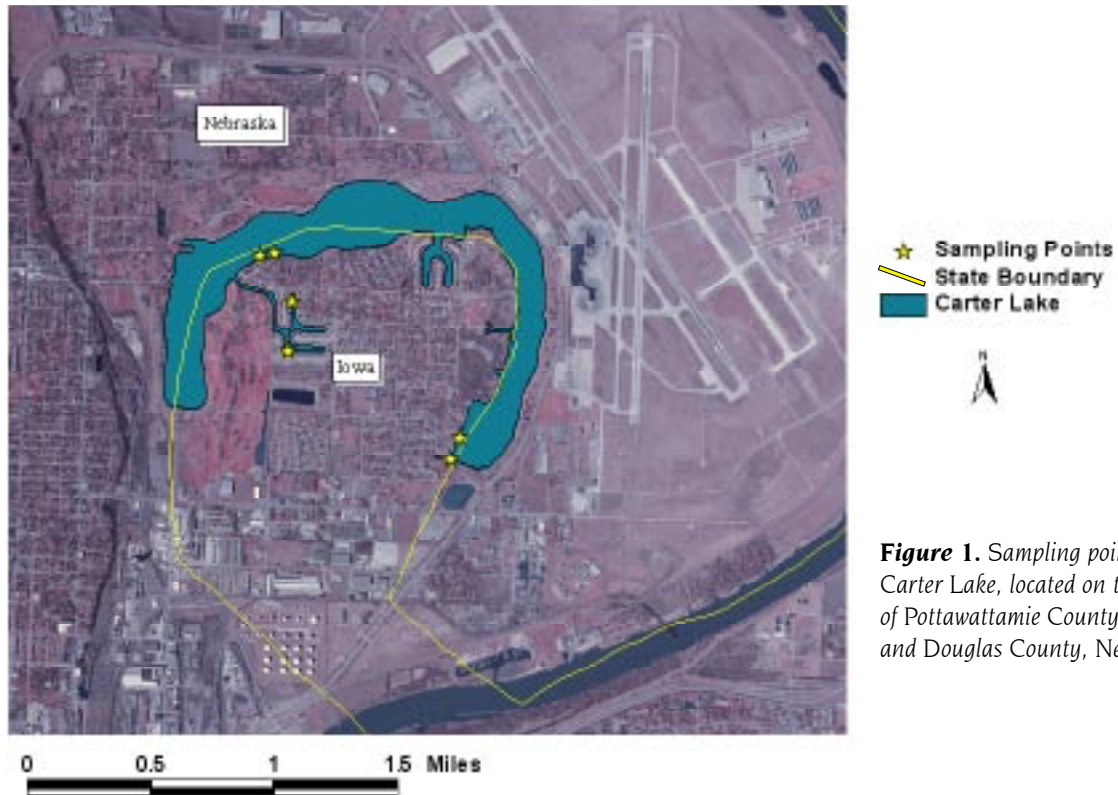 Nebraska
Iowa
Sampling Points
State Boundary
Carter Lake
N
Figure 1. Sampling poi
Carter Lake, located on t
of Pottawattamie County
and Douglas County, Ne
0 0.5 1 1.5 Miles